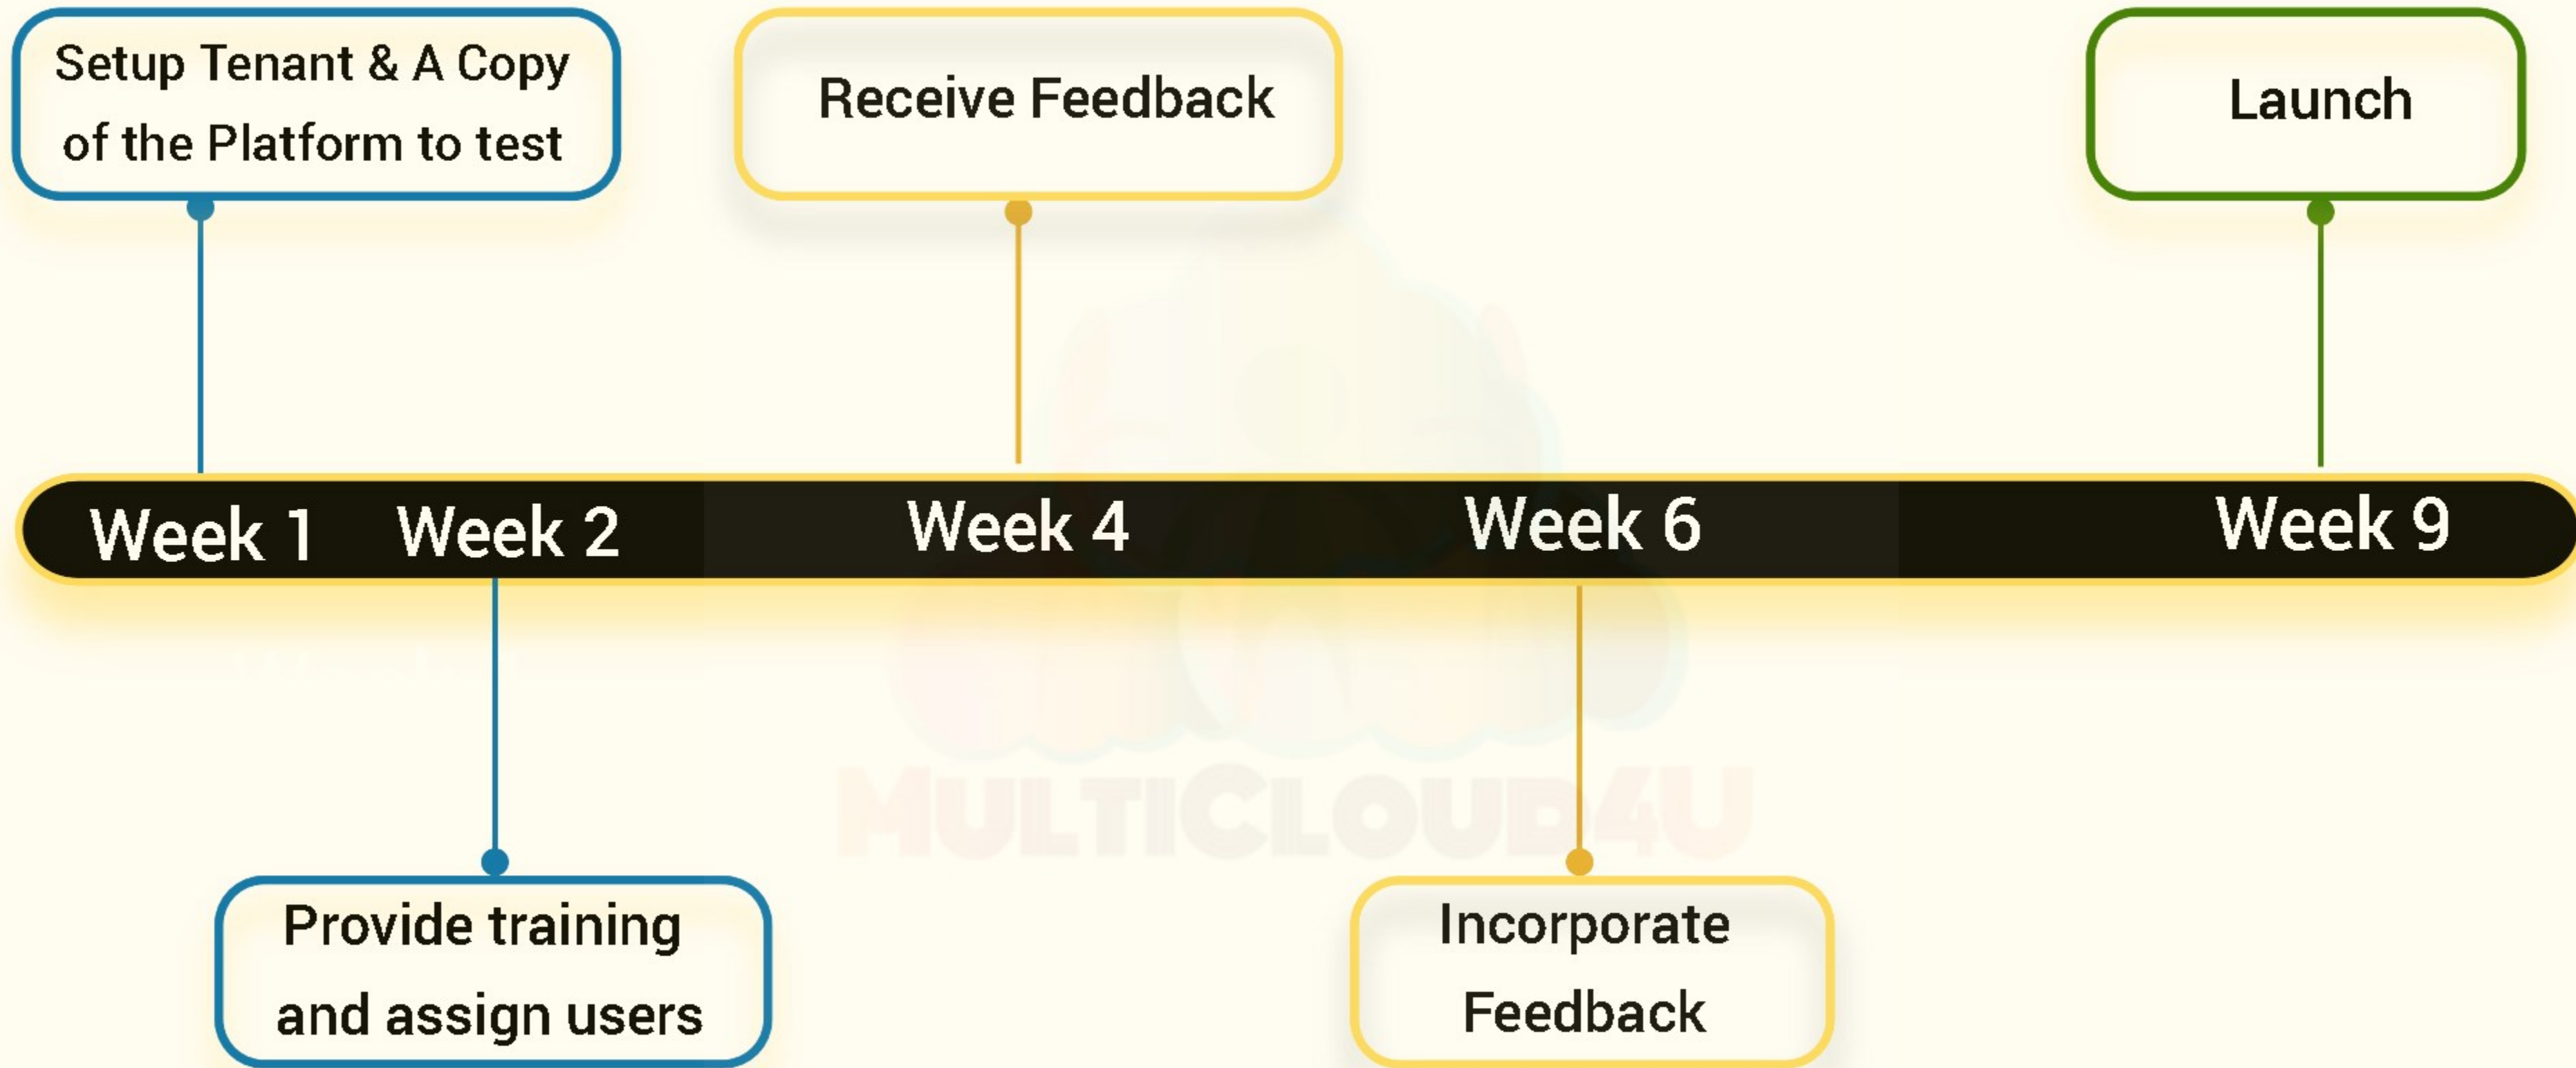 Setup Tenant & A Copy
of the Platform to test
Receive Feedback
Launch
Week 1
Week 2
Week 4
Week 6
Week 9
Provide training
and assign users
Incorporate
Feedback
MULTICLOUD4U